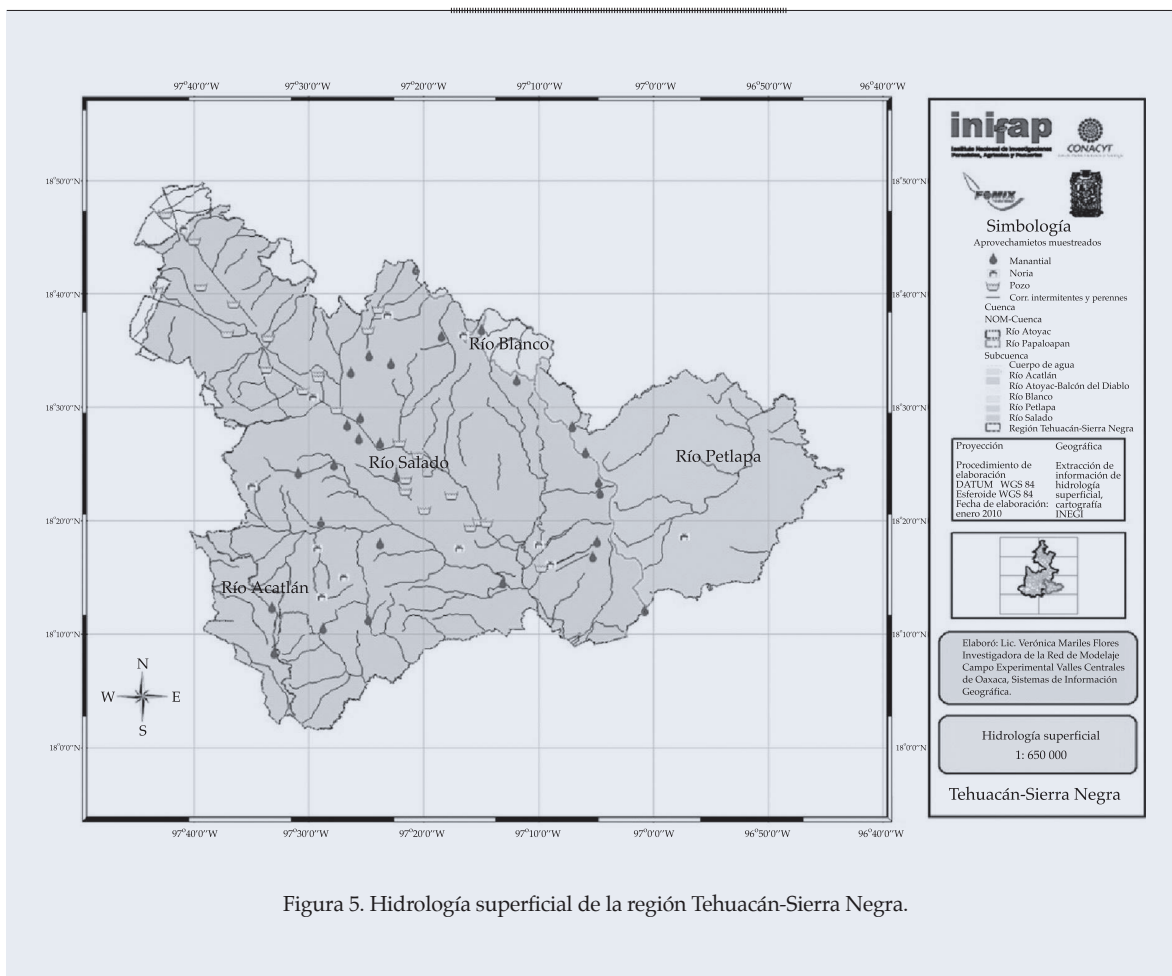 97°40'0"W 97°30'0"W 97°20'0"W 97°10'0"W 97°0'0"W 96°50'0"W 96°40'0"W
18°50'0"N 18°50'0"N
18°40'0"N 18°40'0"N
18°30'0"N 18°30'0"N
18°20'0"N 18°20'0"N
18°10'0"N 18°10'0"N
18°0'0"N 18°0'0"N
Río Blanco
Río Salado
Río Petlapa
Río Acatlán
N
W E
S
97°40'0"W 97°30'0"W 97°20'0"W 97°10'0"W 97°0'0"W 96°50'0"W 96°40'0"W
inifap
Instituto Nacional de Investigaciones
Forestales, Agrícolas y Pecuarias
CONACYT
FOMIX
Simbología
Aprovechamietos muestreados
Manantial
Noria
Pozo
Corr. intermitentes y perennes
Cuenca
NOM-Cuenca
Río Atoyac
Río Papaloapan
Subcuenca
Cuerpo de agua
Río Acatlán
Río Atoyac-Balcón del Diablo
Río Blanco
Río Petlapa
Río Salado
Región Tehuacán-Sierra Negra
Proyección
Procedimiento de
elaboración
DATUM WGS 84
Esferoide WGS 84
Fecha de elaboración:
enero 2010
Geográfica
Extracción de
información de
hidrología
superficial,
cartografía
INEGI
Elaboró: Lic. Verónica Mariles Flores
Investigadora de la Red de Modelaje
Campo Experimental Valles Centrales
de Oaxaca, Sistemas de Información
Geográfica.
Hidrología superficial
1: 650 000
Tehuacán-Sierra Negra
Figura 5. Hidrología superficial de la región Tehuacán-Sierra Negra.